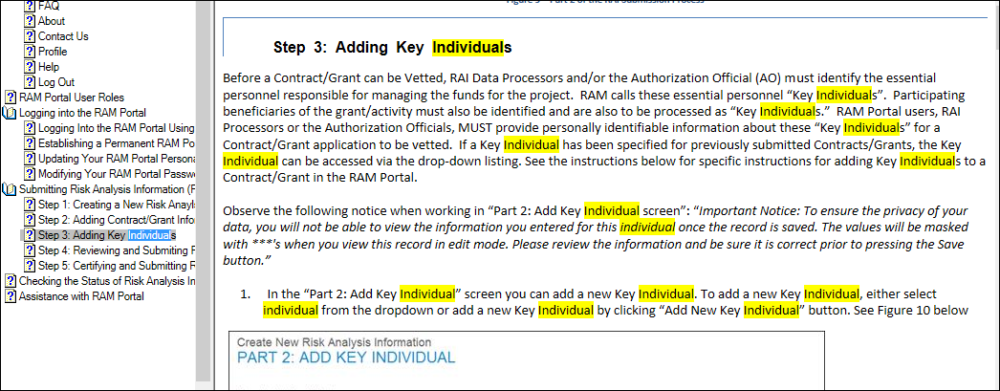 FAQ
About
Contact Us
Profile
Help
Log Out
RAM Portal User Roles
Logging into the RAM Portal
Logging Into the RAM Portal Using
Establishing a Permanent RAM Po
Updating Your RAM Portal Persona
Modifying Your RAM Portal Passw
Submitting Risk Analysis Information (F
Step 1: Creating a New Risk Anayl
Step 2: Adding Contract/Grant Info
Step 3: Adding Key Individuals
Step 4: Reviewing and Submiting F
Step 5: Certifying and Submitting F
Checking the Status of Risk Analysis In
Assistance with RAM Portal
Figure 9 – Part 2 of the RAI Submission Process
Step 3: Adding Key Individuals
Before a Contract/Grant can be Vetted, RAI Data Processors and/or the Authorization Official (AO) must identify the essential
personnel responsible for managing the funds for the project. RAM calls these essential personnel “Key Individuals”. Participating
beneficiaries of the grant/activity must also be identified and are also to be processed as “Key Individuals.” RAM Portal users, RAI
Processors or the Authorization Officials, MUST provide personally identifiable information about these “Key Individuals” for a
Contract/Grant application to be vetted. If a Key Individual has been specified for previously submitted Contracts/Grants, the Key
Individual can be accessed via the drop-down listing. See the instructions below for specific instructions for adding Key Individuals to a
Contract/Grant in the RAM Portal.
Observe the following notice when working in “Part 2: Add Key Individual screen”: “Important Notice: To ensure the privacy of your
data, you will not be able to view the information you entered for this individual once the record is saved. The values will be masked
with ***'s when you view this record in edit mode. Please review the information and be sure it is correct prior to pressing the Save
button.”
1. In the “Part 2: Add Key Individual” screen you can add a new Key Individual. To add a new Key Individual, either select
individual from the dropdown or add a new Key Individual by clicking “Add New Key Individual” button. See Figure 10 below
Create New Risk Analysis Information
PART 2: ADD KEY INDIVIDUAL